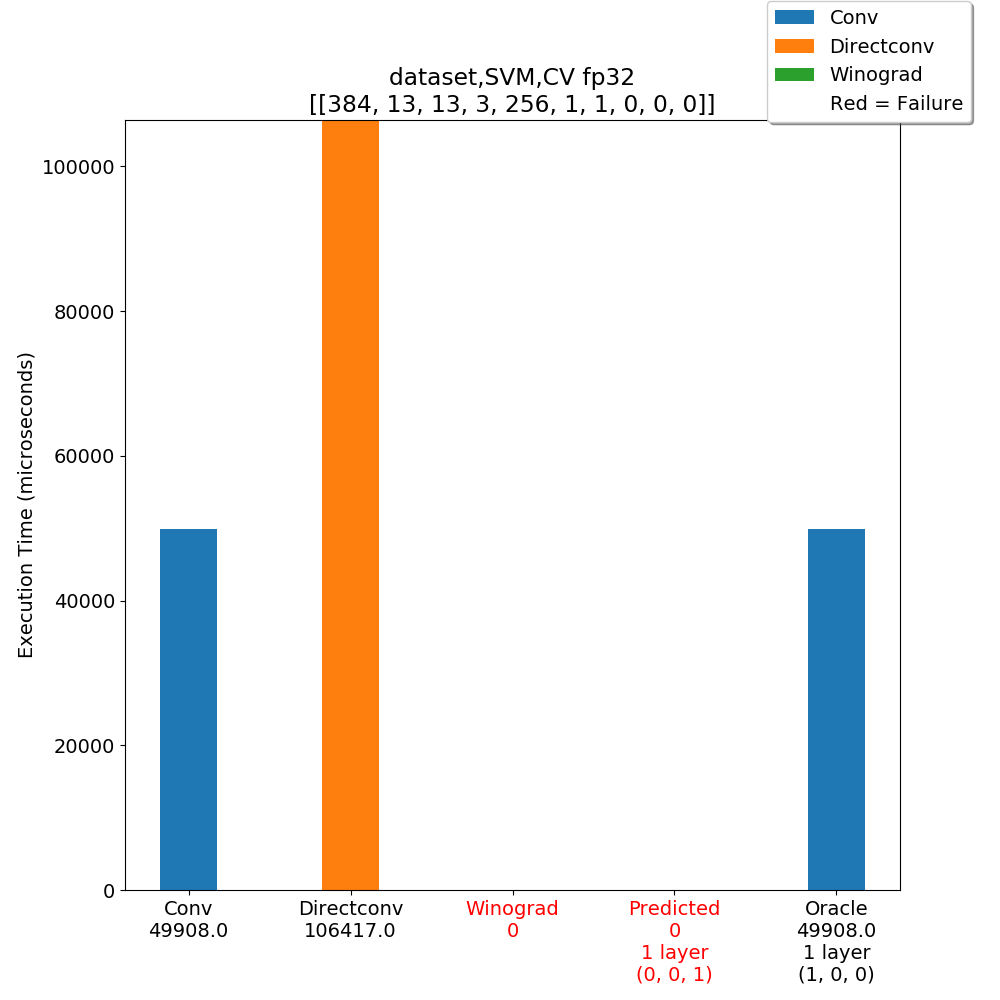 Conv
Directconv
Winograd
Red = Failure
dataset,SVM,CV fp32
[[384, 13, 13, 3, 256, 1, 1, 0, 0, 0]]
Execution Time (microseconds)
100000
80000
60000
40000
20000
0
Conv
49908.0
Directconv
106417.0
Winograd
0
Predicted
0
1 layer
(0, 0, 1)
Oracle
49908.0
1 layer
(1, 0, 0)